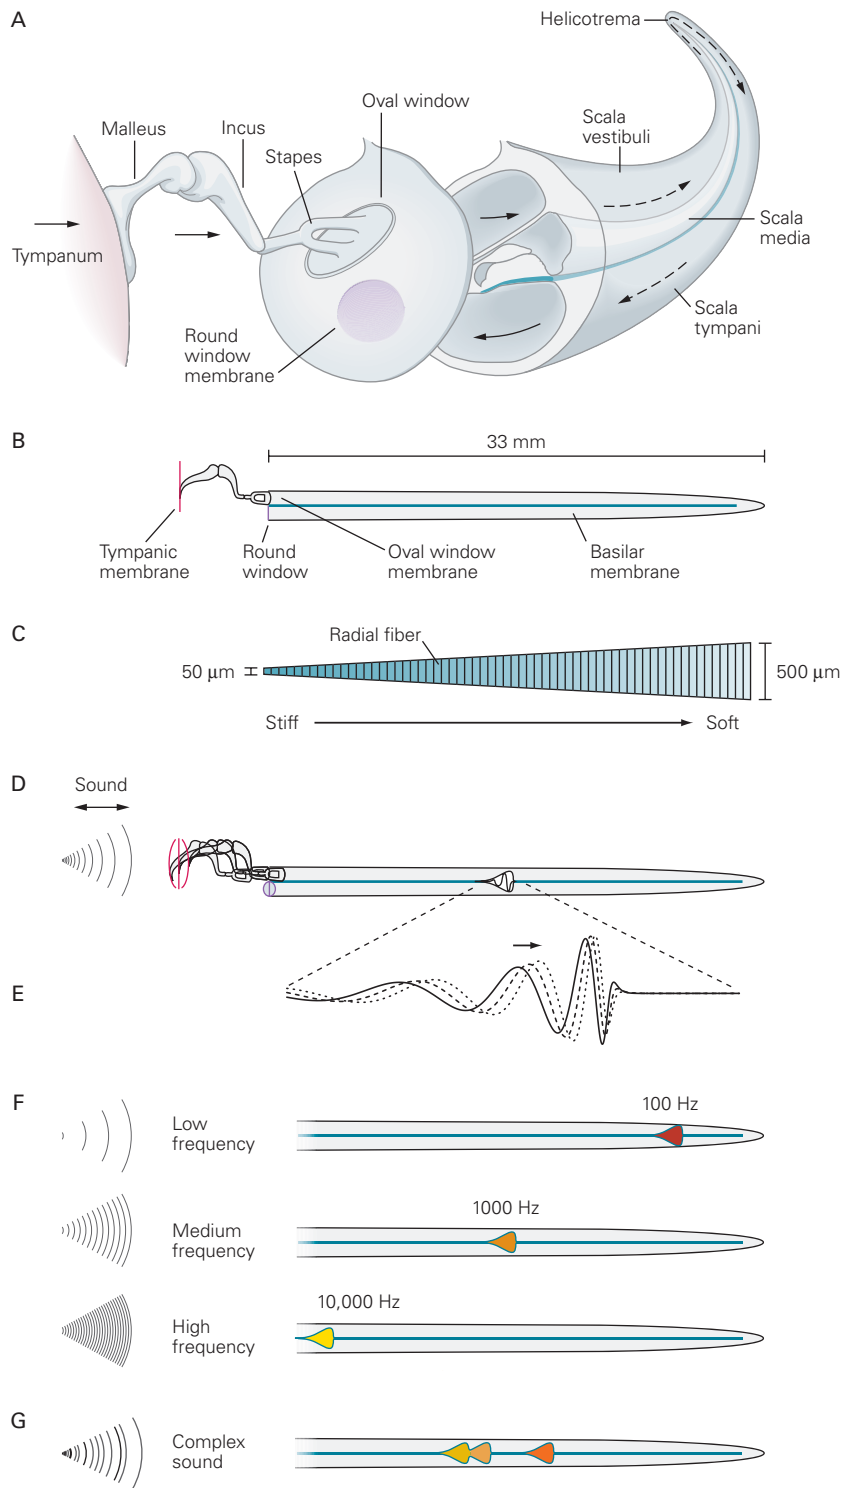 A
Helicotrema
Oval window
Malleus
Incus
Stapes
Scala
vestibuli
Scala
media
Tympanum
Scala
tympani
Round
window
membrane
B
33 mm
Tympanic
membrane
Round
window
Oval window
membrane
Basilar
membrane
C
Radial fiber
50 μm
500 μm
Stiff
Soft
D
Sound
E
F
100 Hz
Low
frequency
1000 Hz
Medium
frequency
10,000 Hz
High
frequency
G
Complex
sound